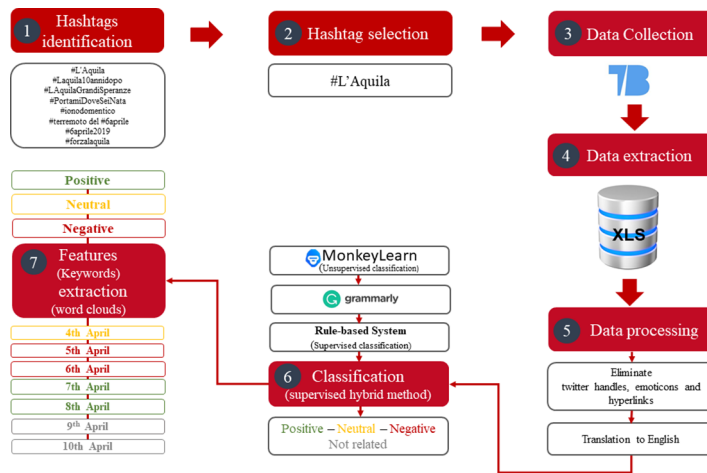 1
Hashtags
identification
#L'Aquila
#Laquila10annidopo
#LAquilaGrandiSperanze
#PortamiDoveSeiNata
#ionodomentico
#terremoto del #6aprile
#6aprile2019
#forzalaquila
2
Hashtag selection
#L'Aquila
3
Data Collection
TB
4
Data extraction
XLS
5
Data processing
Eliminate
twitter handles, emoticons and
hyperlinks
Translation to English
MonkeyLearn
(Unsupervised classification)
grammarly
Rule-based System
(Supervised classification)
6
Classification
(supervised hybrid method)
Positive – Neutral – Negative
Not related
Positive
Neutral
Negative
7
Features
(Keywords)
extraction
(word clouds)
4th April
5th April
6th April
7th April
8th April
9th April
10th April